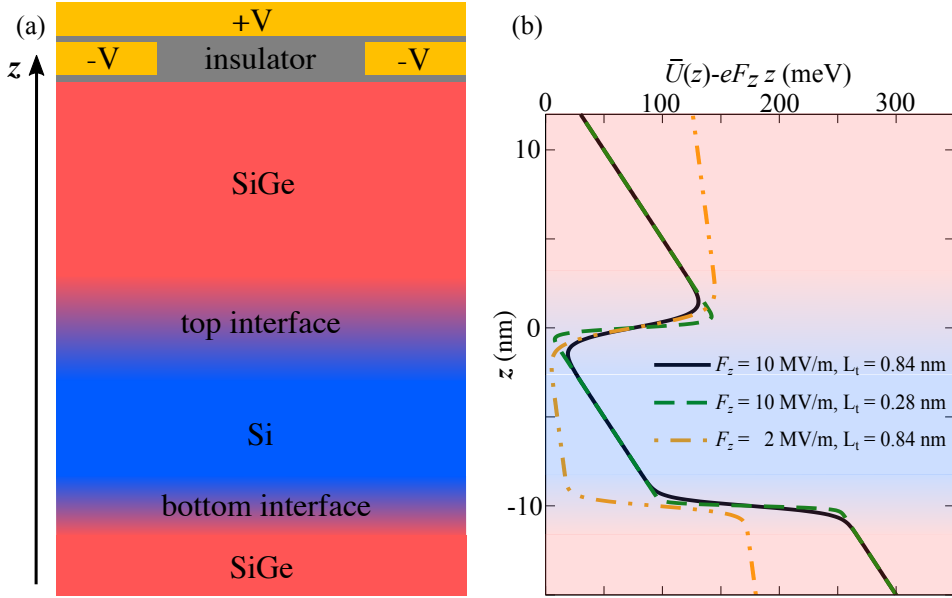 (a)
+V
-V
insulator
-V
z
SiGe
top interface
Si
bottom interface
SiGe
(b)
Ū(z)-eF_z z (meV)
0 100 200 300
10
0
-10
z (nm)
F_z = 10 MV/m, L_t = 0.84 nm
F_z = 10 MV/m, L_t = 0.28 nm
F_z = 2 MV/m, L_t = 0.84 nm